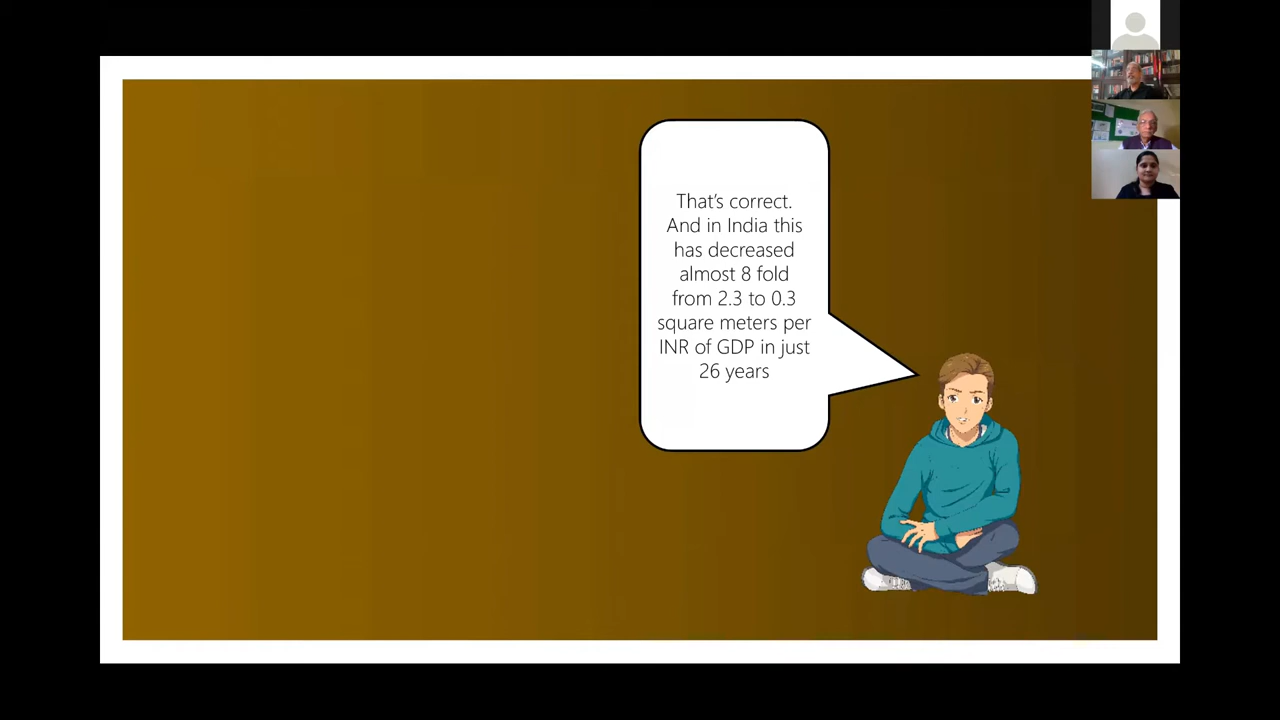 That’s correct.
And in India this
has decreased
almost 8 fold
from 2.3 to 0.3
square meters per
INR of GDP in just
26 years